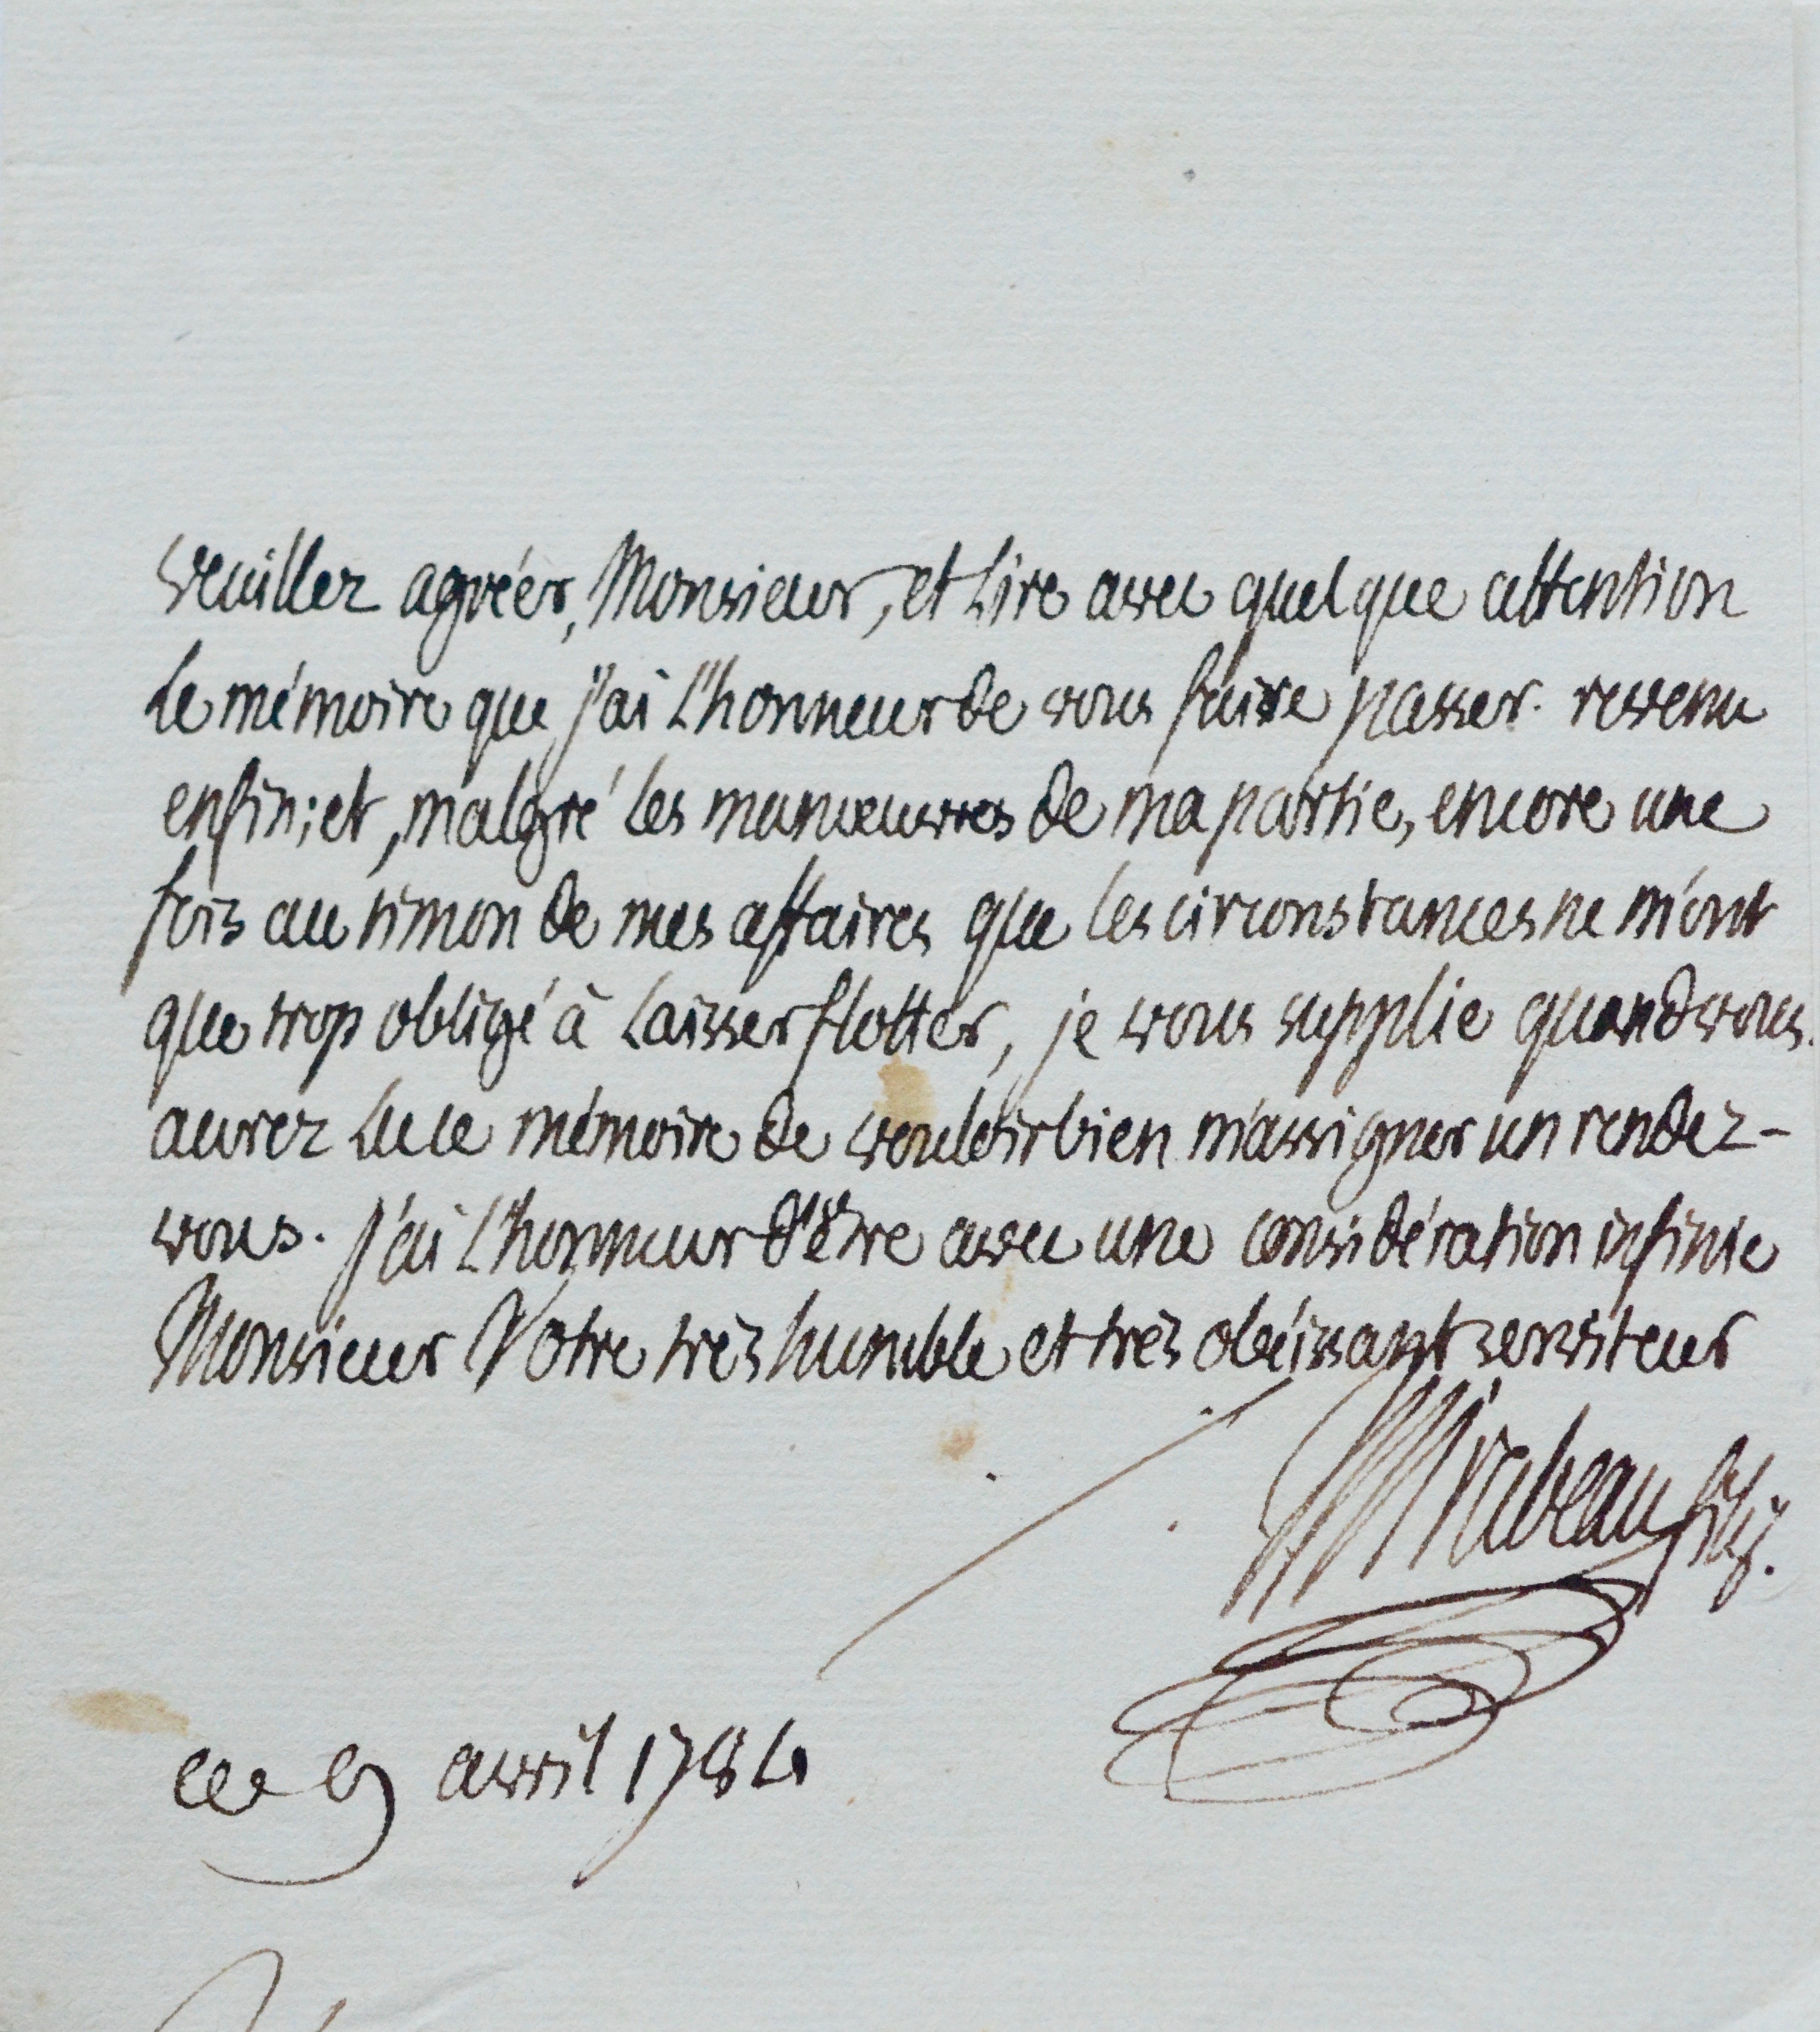 veuillez agréer, Monsieur, et lire avec quelque attention
le mémoire que j'ai l'honneur de vous faire passer. revenu
enfin; et, malgré les manœuvres de ma partie, encore une
fois au timon de mes affaires que les circonstances ne m'ont
que trop obligé à laisser flotter, je vous supplie quand vous
aurez lu ce mémoire de vouloir bien m'assigner un rendez-
vous. j'ai l'honneur d'être avec une considération infinie
Monsieur Votre très humble et très obéissant serviteur
Mirabeau fils.
ce 9 avril 1784